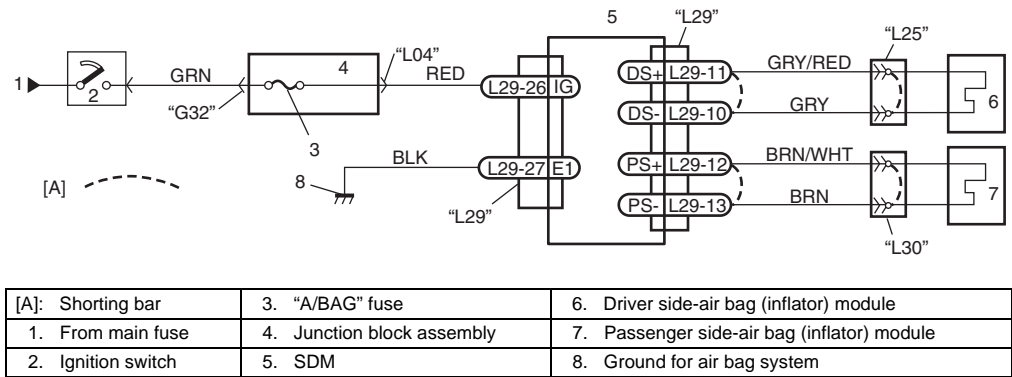 5
"L29"
"L25"
1
2
GRN
"G32"
4
3
"L04"
RED
L29-26 IG
DS+ L29-11
GRY/RED
DS- L29-10
GRY
6
BLK
L29-27 E1
8
"L29"
PS+ L29-12
BRN/WHT
PS- L29-13
BRN
7
"L30"
[A]
[A]: Shorting bar 3. "A/BAG" fuse 6. Driver side-air bag (inflator) module
1. From main fuse 4. Junction block assembly 7. Passenger side-air bag (inflator) module
2. Ignition switch 5. SDM 8. Ground for air bag system